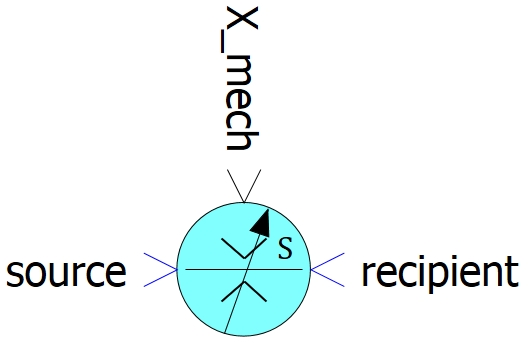 X_mech
S
source
recipient